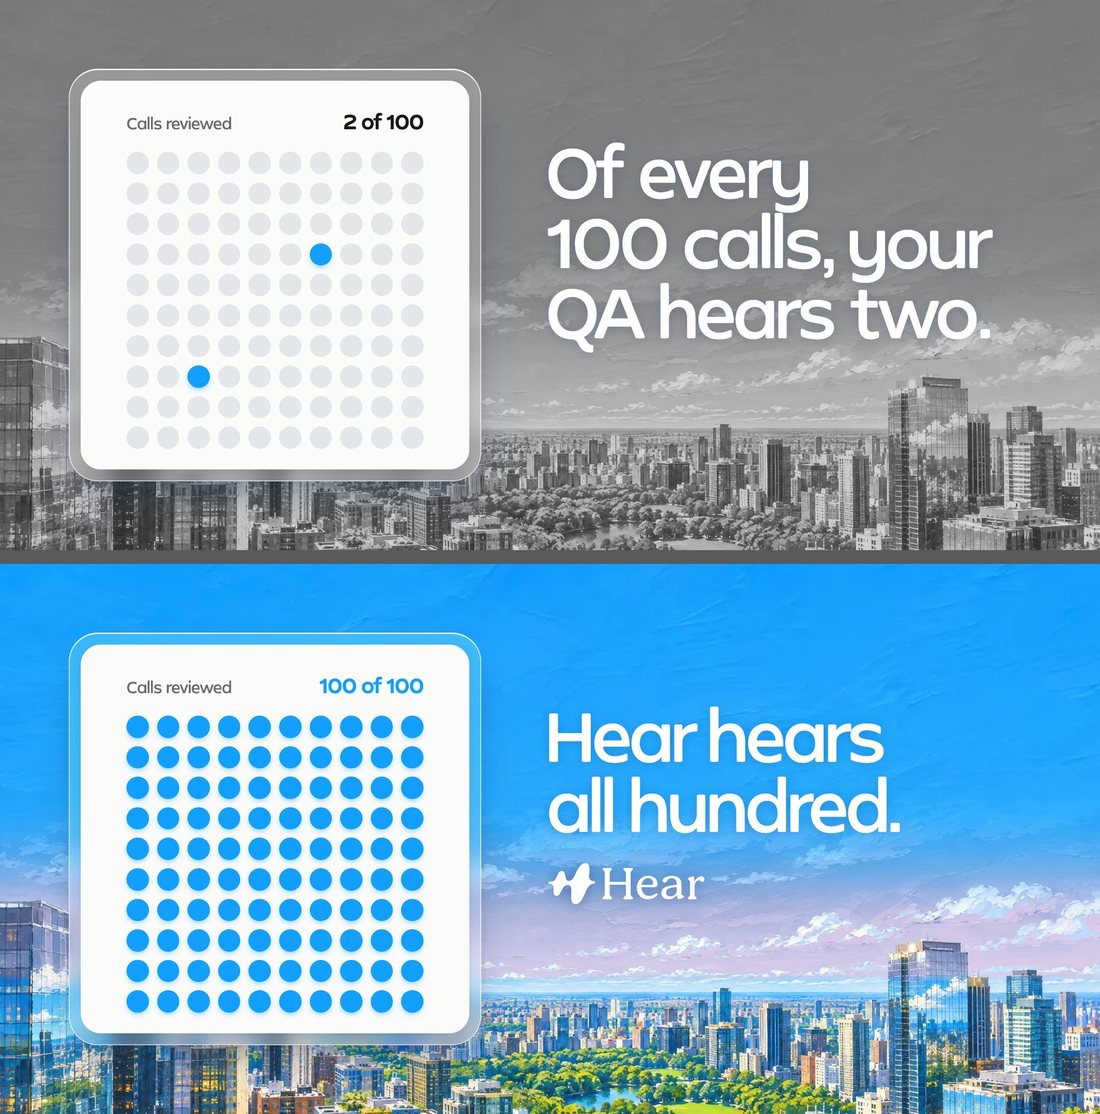 Calls reviewed
2 of 100
Of every
100 calls, your
QA hears two.
Calls reviewed
100 of 100
Hear hears
all hundred.
Hear